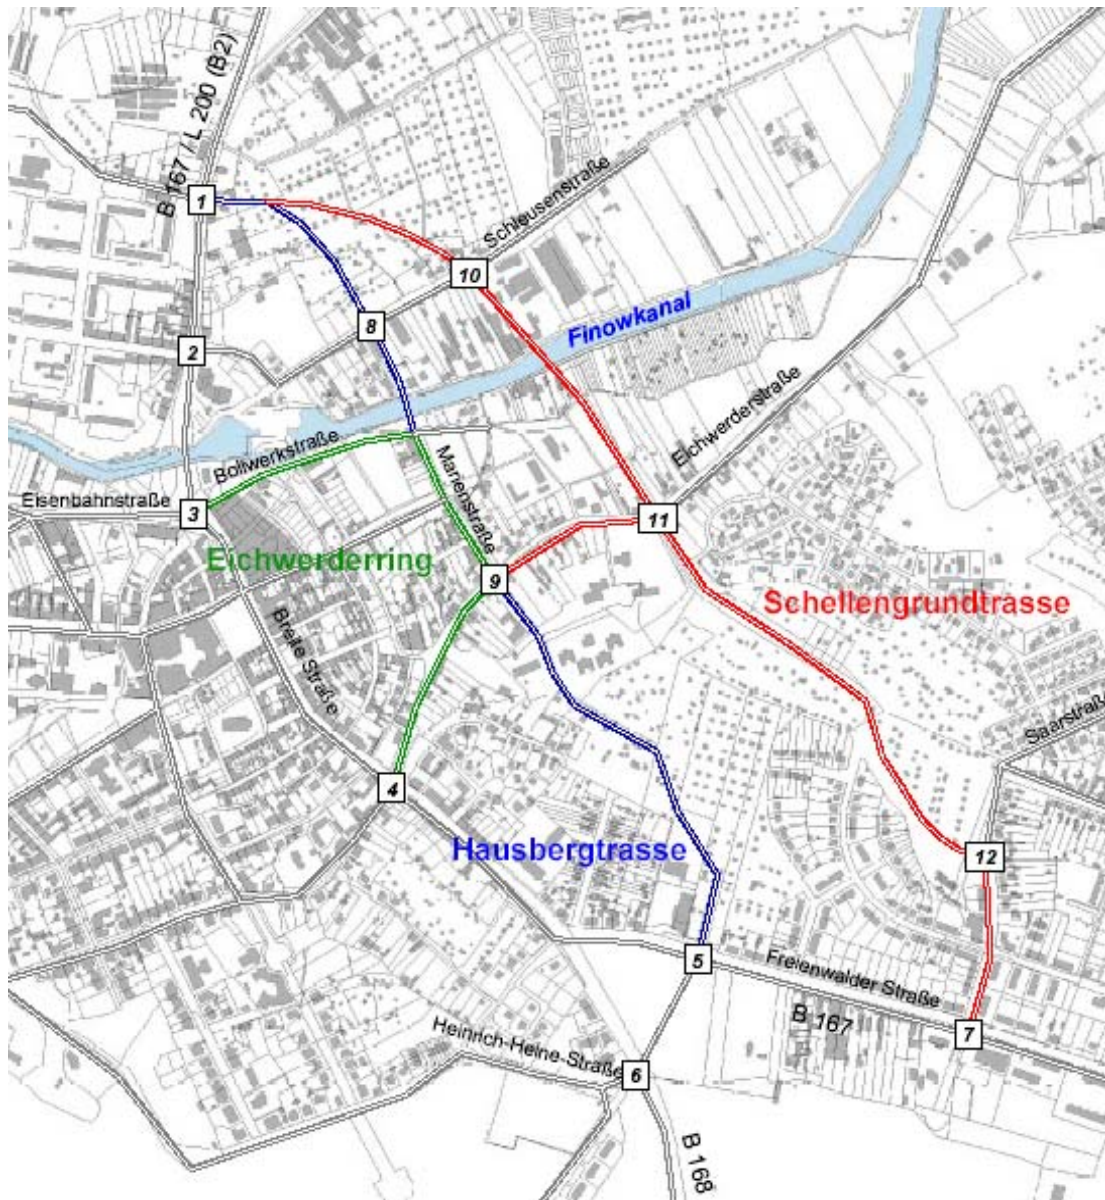 B 167 / L 200 (B2)
1
Schleusenstraße
10
8
Finowkanal
2
Eichwerderstraße
Bollwerkstraße
Marienstraße
Eisenbahnstraße
3
11
Eichwerderring
9
Schellengrundtrasse
Breite Straße
Saarstraße
4
Hausbergtrasse
12
5
Freienwalder Straße
B 167
7
Heinrich-Heine-Straße
6
B 168